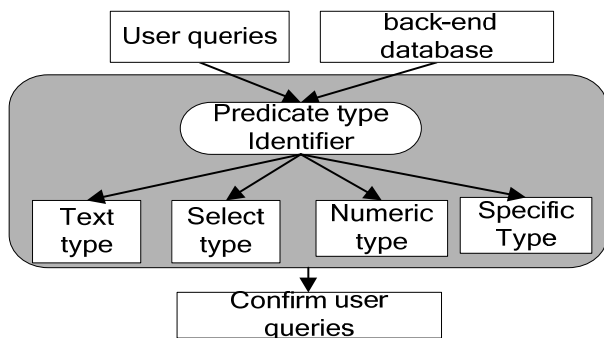 User queries
back-end
database
Predicate type
Identifier
Text
type
Select
type
Numeric
type
Specific
Type
Confirm user
queries